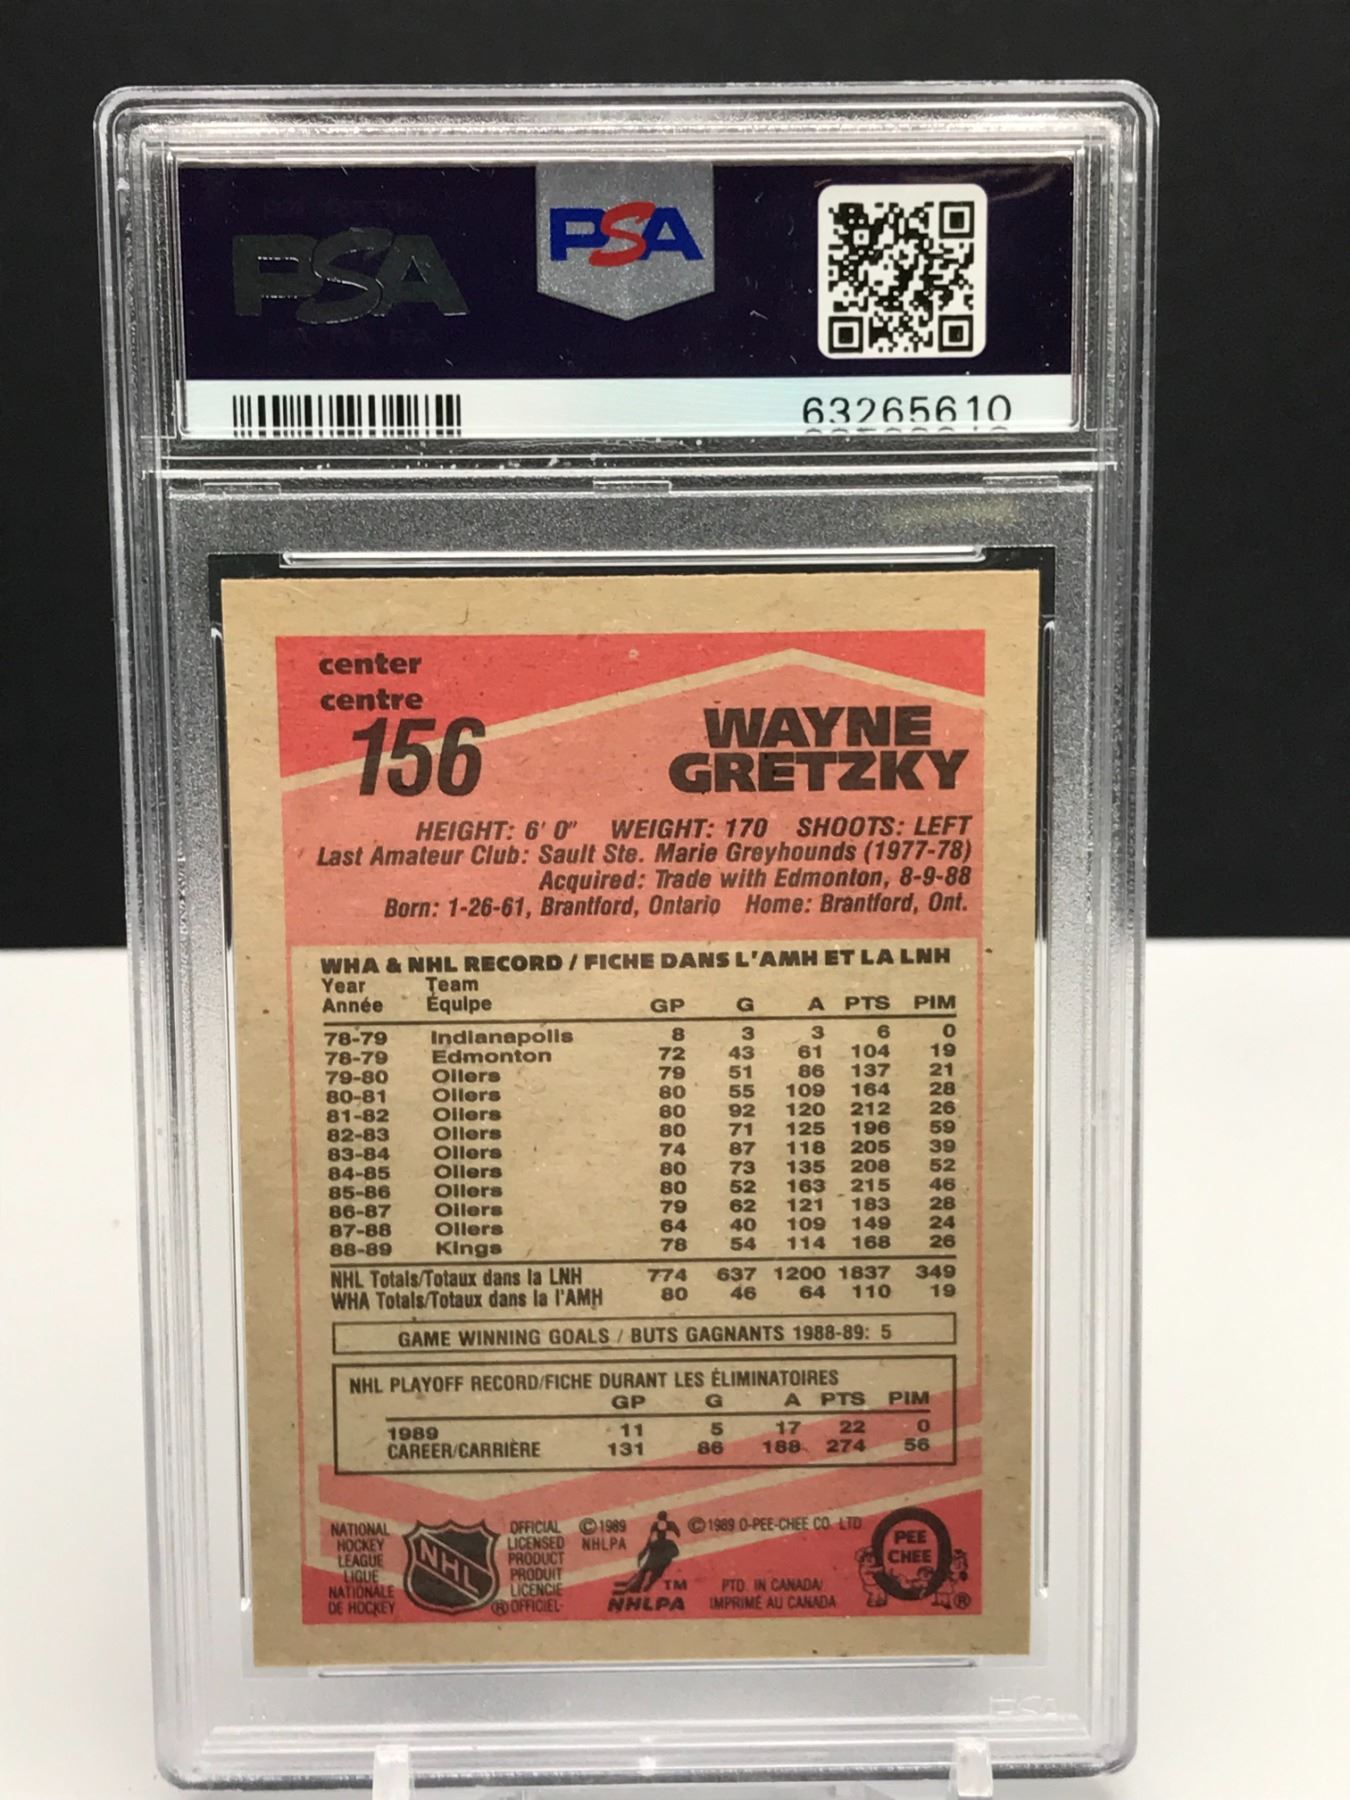 PSA
PSA
63265610
center
centre
156
WAYNE
GRETZKY
HEIGHT: 6' 0" WEIGHT: 170 SHOOTS: LEFT
Last Amateur Club: Sault Ste. Marie Greyhounds (1977-78)
Acquired: Trade with Edmonton, 8-9-88
Born: 1-26-61, Brantford, Ontario Home: Brantford, Ont.
WHA & NHL RECORD / FICHE DANS L'AMH ET LA LNH
Year Team
Année Équipe GP G A PTS PIM
78-79 Indianapolis 8 3 3 6 0
78-79 Edmonton 72 43 61 104 19
79-80 Oilers 79 51 86 137 21
80-81 Oilers 80 55 109 164 28
81-82 Oilers 80 92 120 212 26
82-83 Oilers 80 71 125 196 59
83-84 Oilers 74 87 118 205 39
84-85 Oilers 80 73 135 208 52
85-86 Oilers 80 52 163 215 46
86-87 Oilers 79 62 121 183 28
87-88 Oilers 64 40 109 149 24
88-89 Kings 78 54 114 168 26
NHL Totals/Totaux dans la LNH 774 637 1200 1837 349
WHA Totals/Totaux dans la l'AMH 80 46 64 110 19
GAME WINNING GOALS / BUTS GAGNANTS 1988-89: 5
NHL PLAYOFF RECORD/FICHE DURANT LES ÉLIMINATOIRES
GP G A PTS PIM
1989 11 5 17 22 0
CAREER/CARRIÈRE 131 86 188 274 56
NATIONAL
HOCKEY
LEAGUE
LIGUE
NATIONALE
DE HOCKEY
NHL
OFFICIAL
LICENSED
PRODUCT
PRODUIT
LICENCIE
® OFFICIEL
©1989
NHLPA
TM
NHLPA
©1989 O-PEE-CHEE CO. LTD
PTD. IN CANADA/
IMPRIMÉ AU CANADA
O
PEE
CHEE
®
PSA